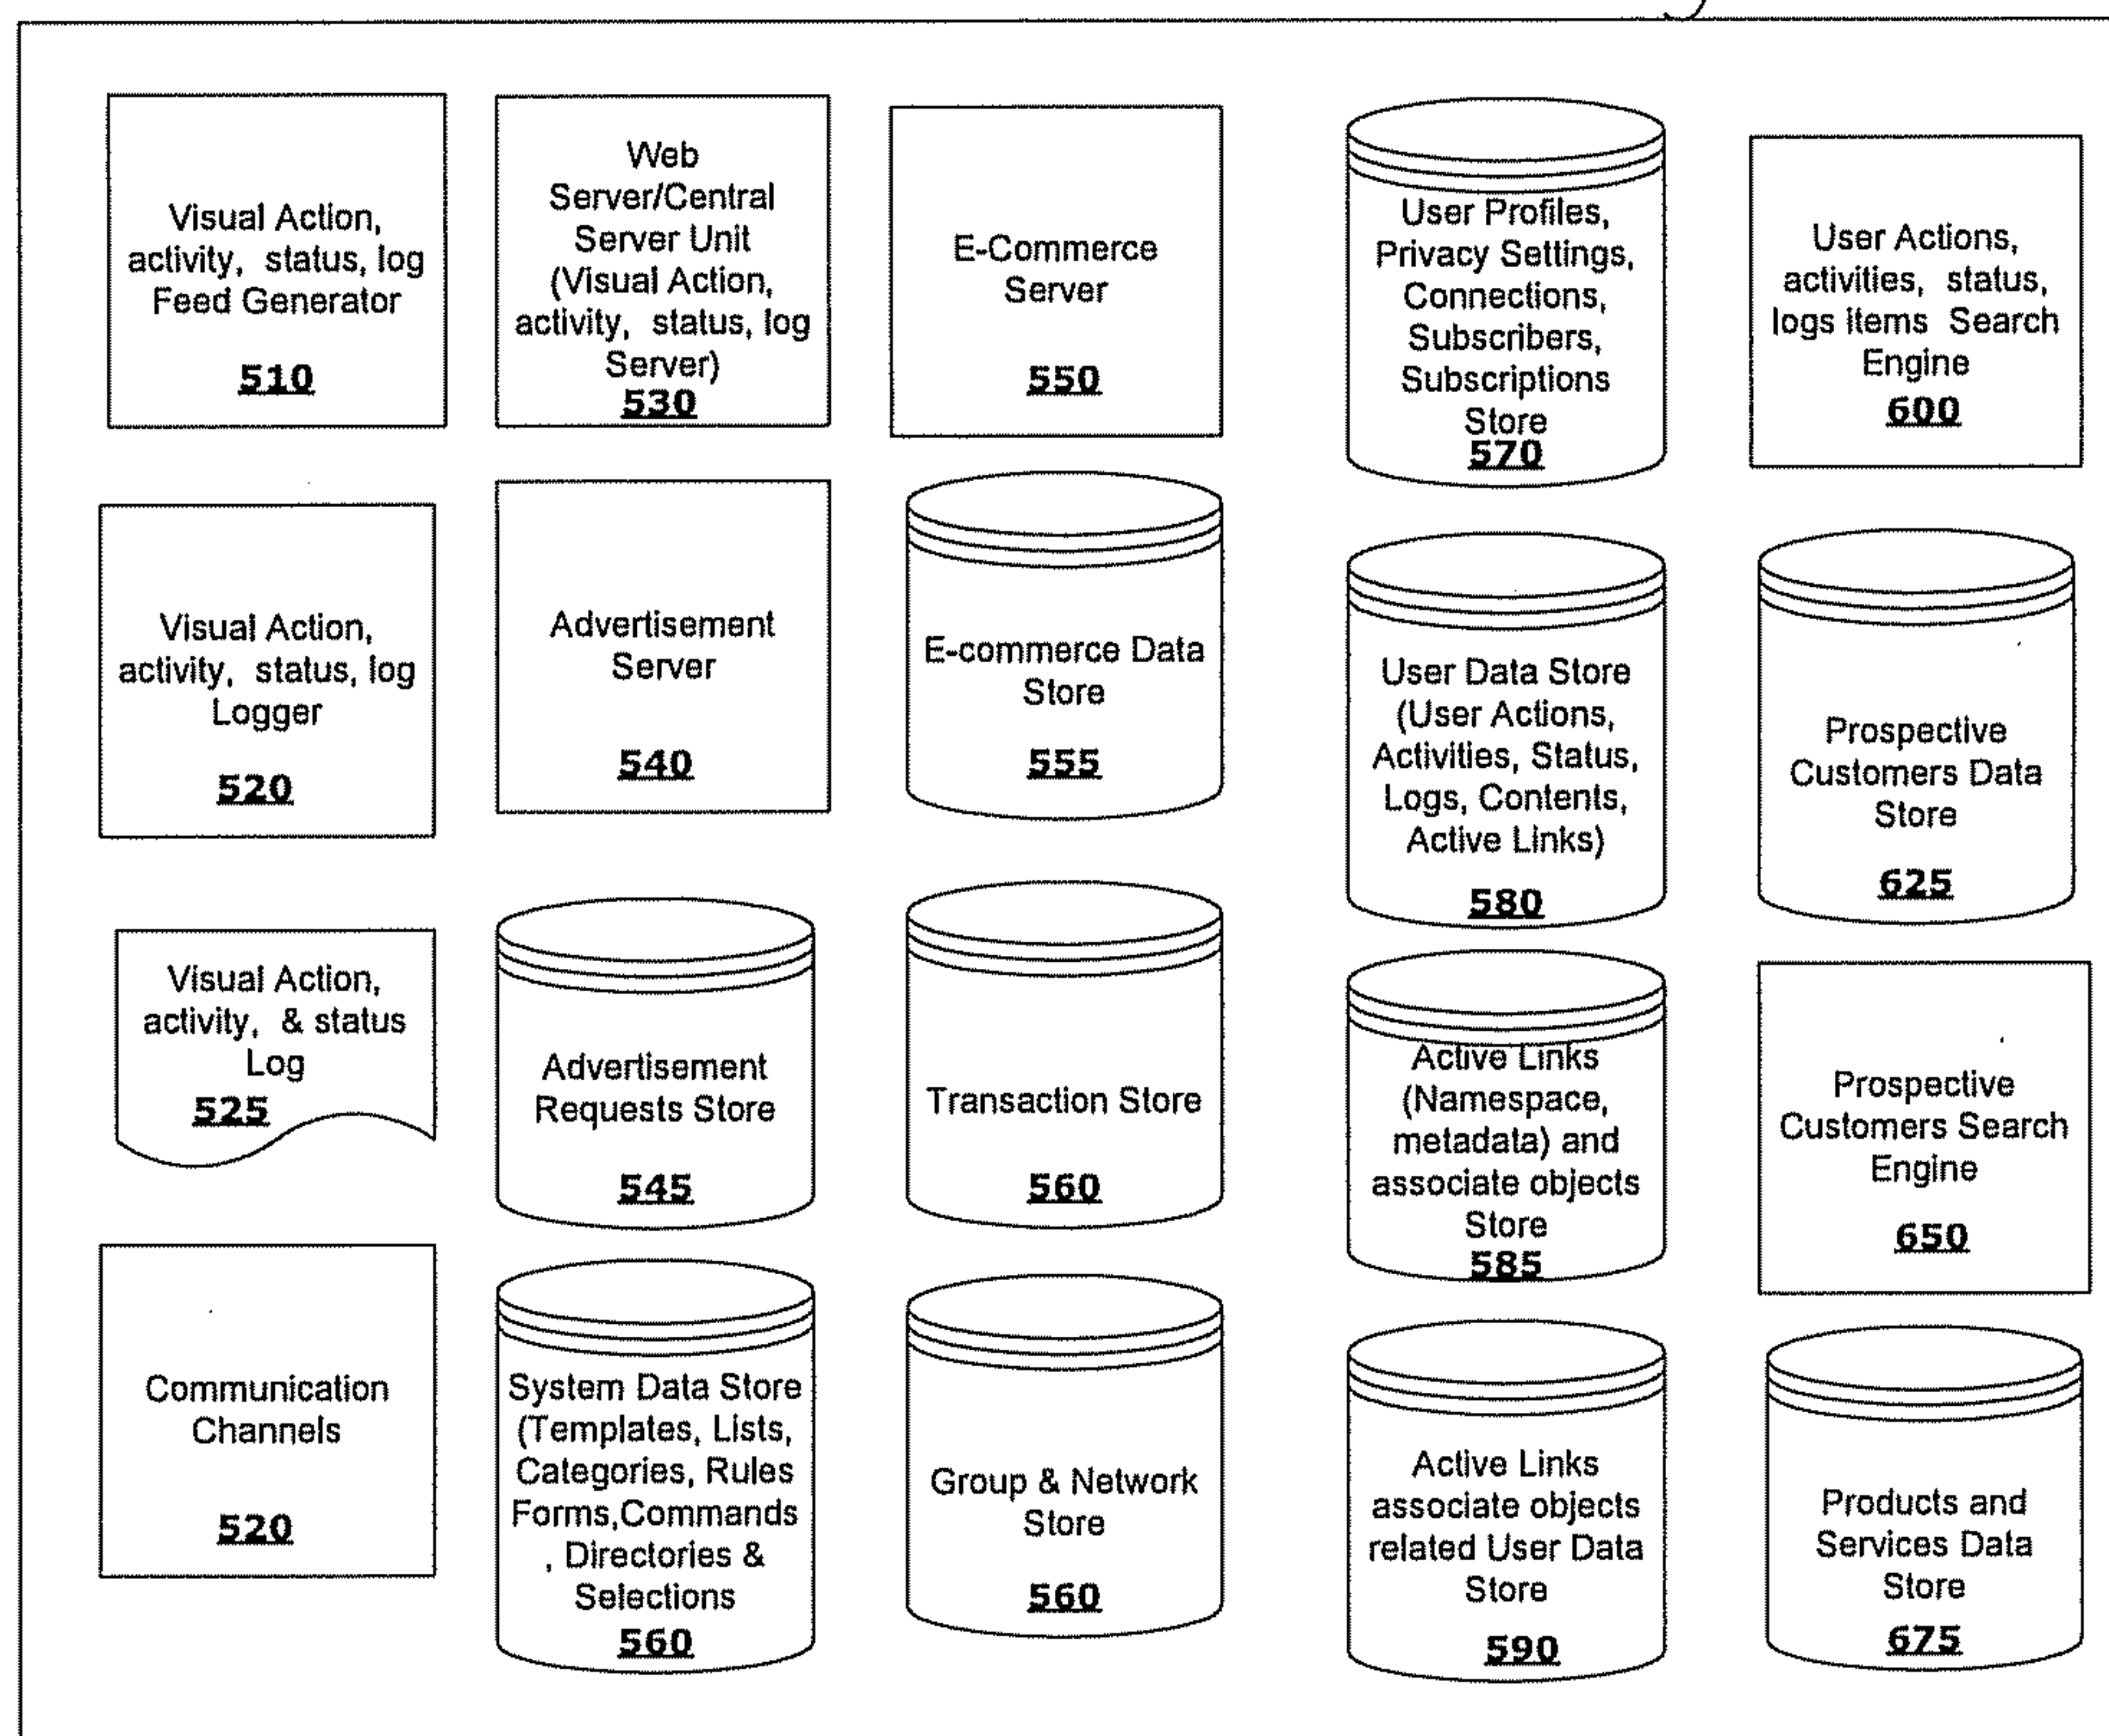 Visual Action,
activity, status, log
Feed Generator
510
Web
Server/Central
Server Unit
(Visual Action,
activity, status, log
Server)
530
E-Commerce
Server
550
User Profiles,
Privacy Settings,
Connections,
Subscribers,
Subscriptions
Store
570
User Actions,
activities, status,
logs items Search
Engine
600
Visual Action,
activity, status, log
Logger
520
Advertisement
Server
540
E-commerce Data
Store
555
User Data Store
(User Actions,
Activities, Status,
Logs, Contents,
Active Links)
580
Prospective
Customers Data
Store
625
Visual Action,
activity, & status
Log
525
Advertisement
Requests Store
545
Transaction Store
560
Active Links
(Namespace,
metadata) and
associate objects
Store
585
Prospective
Customers Search
Engine
650
Communication
Channels
520
System Data Store
(Templates, Lists,
Categories, Rules
Forms,Commands
, Directories &
Selections
560
Group & Network
Store
560
Active Links
associate objects
related User Data
Store
590
Products and
Services Data
Store
675